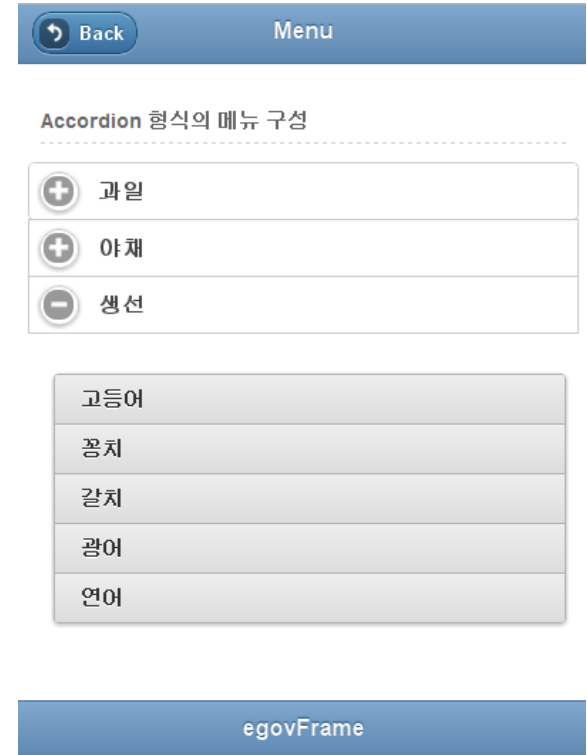 Back
Menu
Accordion 형식의 메뉴 구성
과일
야채
생선
고등어
꽁치
갈치
광어
연어
egovFrame